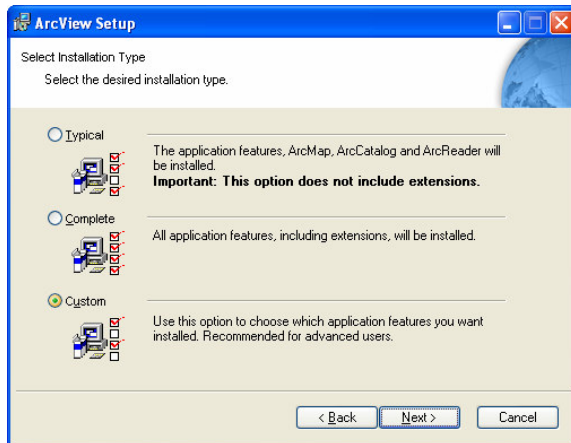 ArcView Setup
Select Installation Type
Select the desired installation type.
Typical
The application features, ArcMap, ArcCatalog and ArcReader will
be installed.
Important: This option does not include extensions.
Complete
All application features, including extensions, will be installed.
Custom
Use this option to choose which application features you want
installed. Recommended for advanced users.
< Back
Next >
Cancel